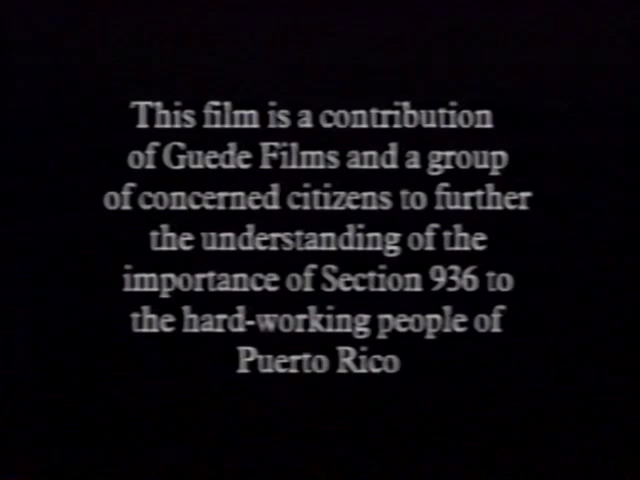 This film is a contribution
of Guede Films and a group
of concerned citizens to further
the understanding of the
importance of Section 936 to
the hard-working people of
Puerto Rico